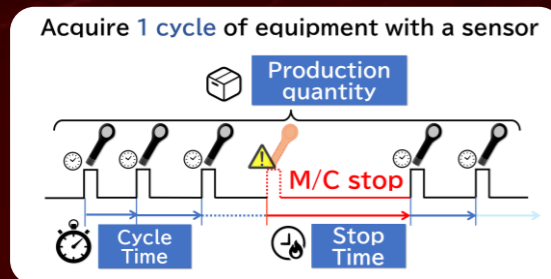 Acquire 1 cycle of equipment with a sensor
Production
quantity
M/C stop
Cycle
Time
Stop
Time